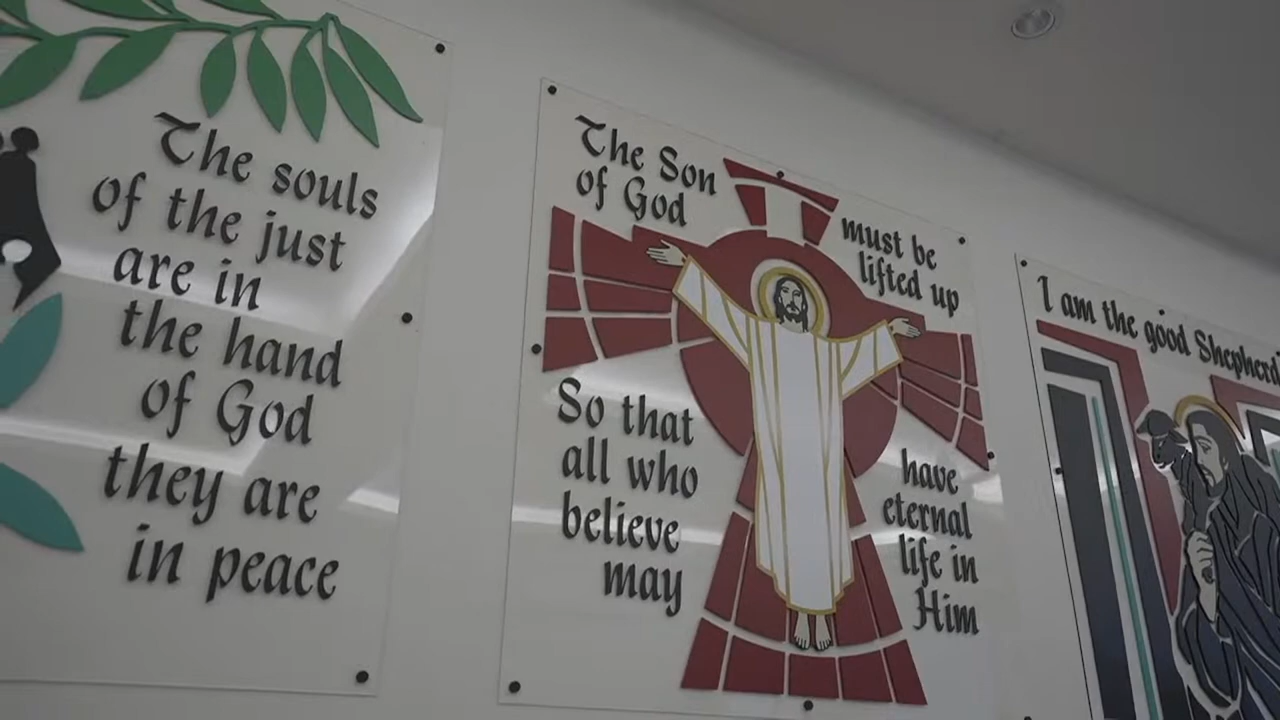 The souls
of the just
are in
the hand
of God
they are
in peace
The Son
of God
must be
lifted up
So that
all who
believe
may
have
eternal
life in
Him
I am the good Shepherd